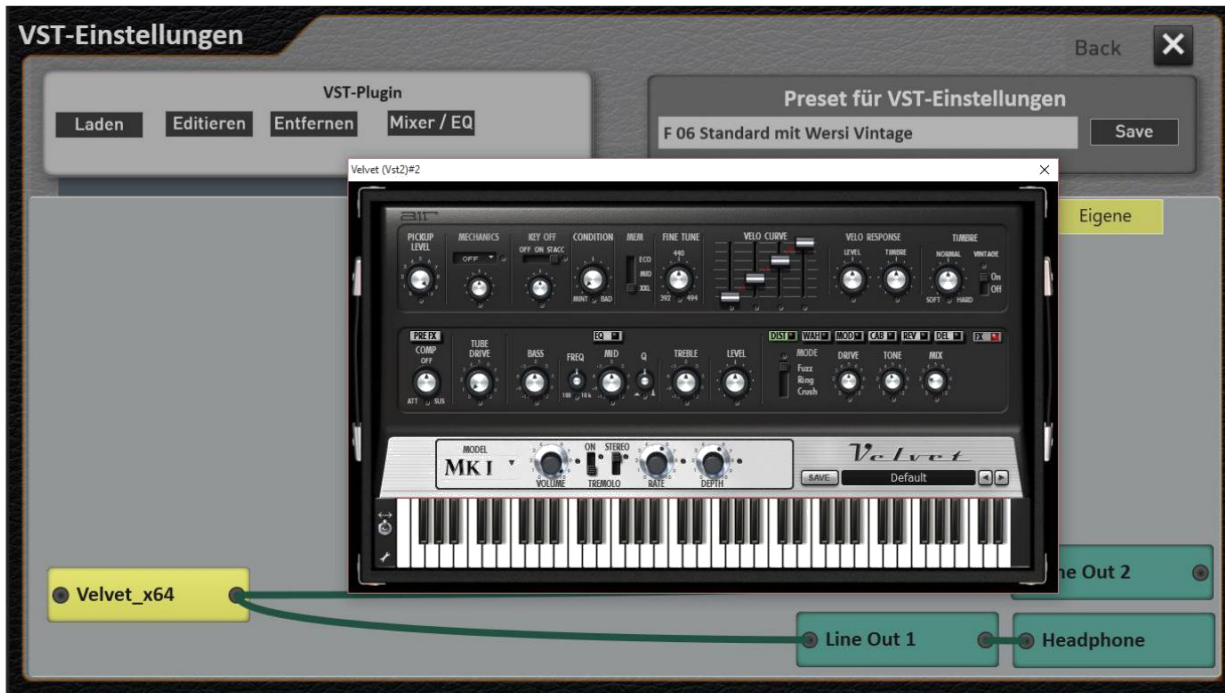 VST-Einstellungen
Back
VST-Plugin
Laden
Editieren
Entfernen
Mixer / EQ
Preset für VST-Einstellungen
F 06 Standard mit Wersi Vintage
Save
Velvet (Vst2)#2
Eigene
air
PICKUP LEVEL
MECHANICS
OFF
KEY OFF
OFF ON STACC
CONDITION
MINT BAD
MEM
ECO
MID
XXL
FINE TUNE
440
392 494
VELO CURVE
VELO RESPONSE
LEVEL TIMBRE
TIMBRE
NORMAL VINTAGE
On
Off
SOFT HARD
PRE FX
COMP
OFF
ATT SUS
TUBE DRIVE
EQ
BASS
FREQ
100 10k
MID
Q
TREBLE
LEVEL
DIST WAH MOD CAB REV DEL FX
MODE
Fuzz
Ring
Crush
DRIVE
TONE
MIX
MODEL
MK I
VOLUME
ON STEREO
TREMOLO
RATE
DEPTH
Velvet
SAVE
Default
Velvet_x64
ne Out 2
Line Out 1
Headphone